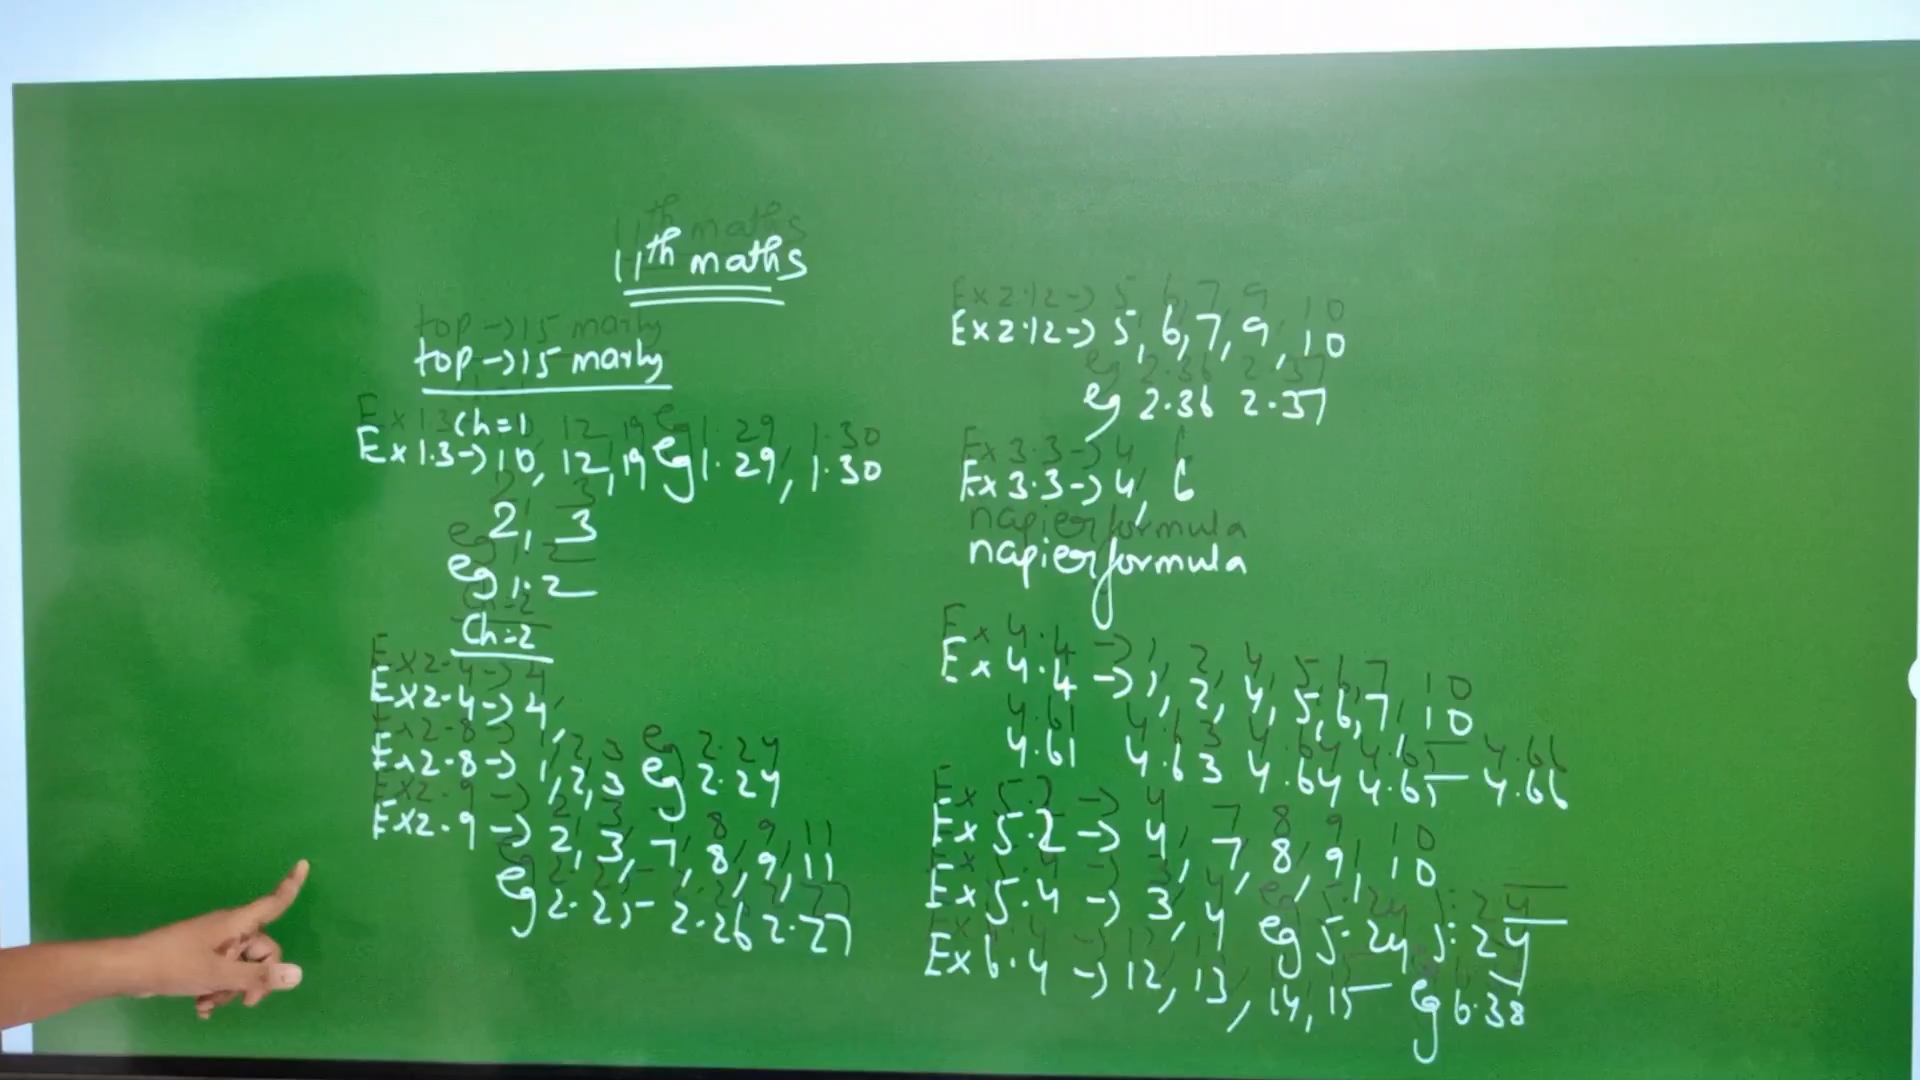 11th maths
top → 15 marks
Ch = 1
Ex 1.3 → 10, 12, 19 eg 1.29, 1.30
2, 3
eg 1.2
Ch = 2
Ex 2.4 → 4,
Ex 2.8 → 1, 2, 3 eg 2.24
Ex 2.9 → 2, 3, 7, 8, 9, 11
eg 2.25 2.26 2.27
Ex 2.12 → 5, 6, 7, 9, 10
eg 2.36 2.37
Ex 3.3 → 4, 6
napier formula
Ex 4.4 → 1, 2, 4, 5, 6, 7, 10
4.61 4.63 4.64 4.65 4.66
Ex 5.2 → 4, 7, 8, 9, 10
Ex 5.4 → 3, 4 eg 5.24 5.24
Ex 6.4 → 12, 13, 14, 15 eg 6.38